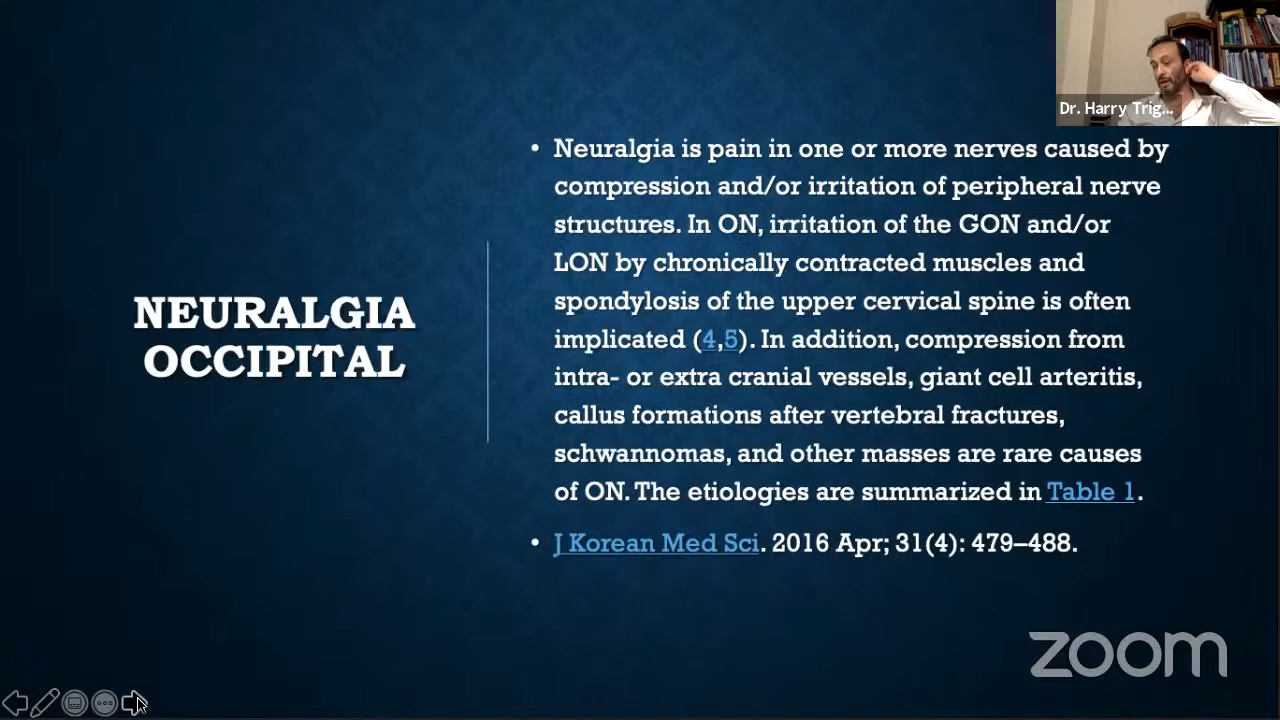 Dr. Harry Trig...
• Neuralgia is pain in one or more nerves caused by
compression and/or irritation of peripheral nerve
structures. In ON, irritation of the GON and/or
LON by chronically contracted muscles and
spondylosis of the upper cervical spine is often
implicated (4,5). In addition, compression from
intra- or extra cranial vessels, giant cell arteritis,
callus formations after vertebral fractures,
schwannomas, and other masses are rare causes
of ON. The etiologies are summarized in Table 1.
• J Korean Med Sci. 2016 Apr; 31(4): 479–488.
NEURALGIA
OCCIPITAL
zoom